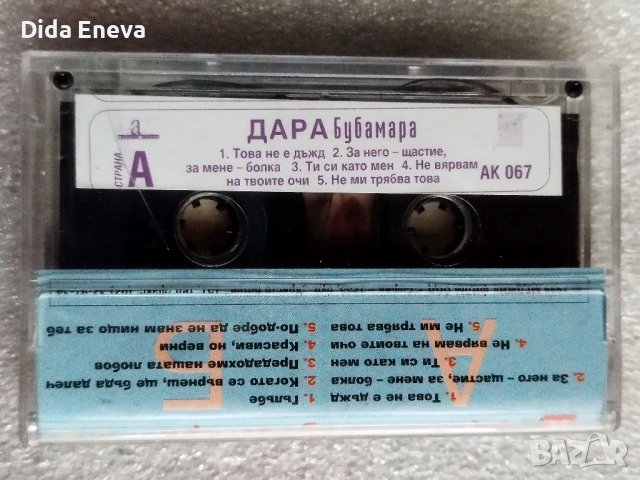 Dida Eneva
ДАРА Бубамара
СТРАНА
А
1. Това не е дъжд 2. За него – щастие,
за мене – болка 3. Ти си като мен 4. Не вярвам
на твоите очи 5. Не ми трябва това
АК 067
А
1. Това не е дъжд
2. За него – щастие, за мене – болка
3. Ти си като мен
4. Не вярвам на твоите очи
5. Не ми трябва това
Б
1. Гълъбе
2. Когато се върнеш, ще бъда далеч
3. Предадохме нашата любов
4. Красиви, но верни
5. По-добре да не знам нищо за теб
BAZAR